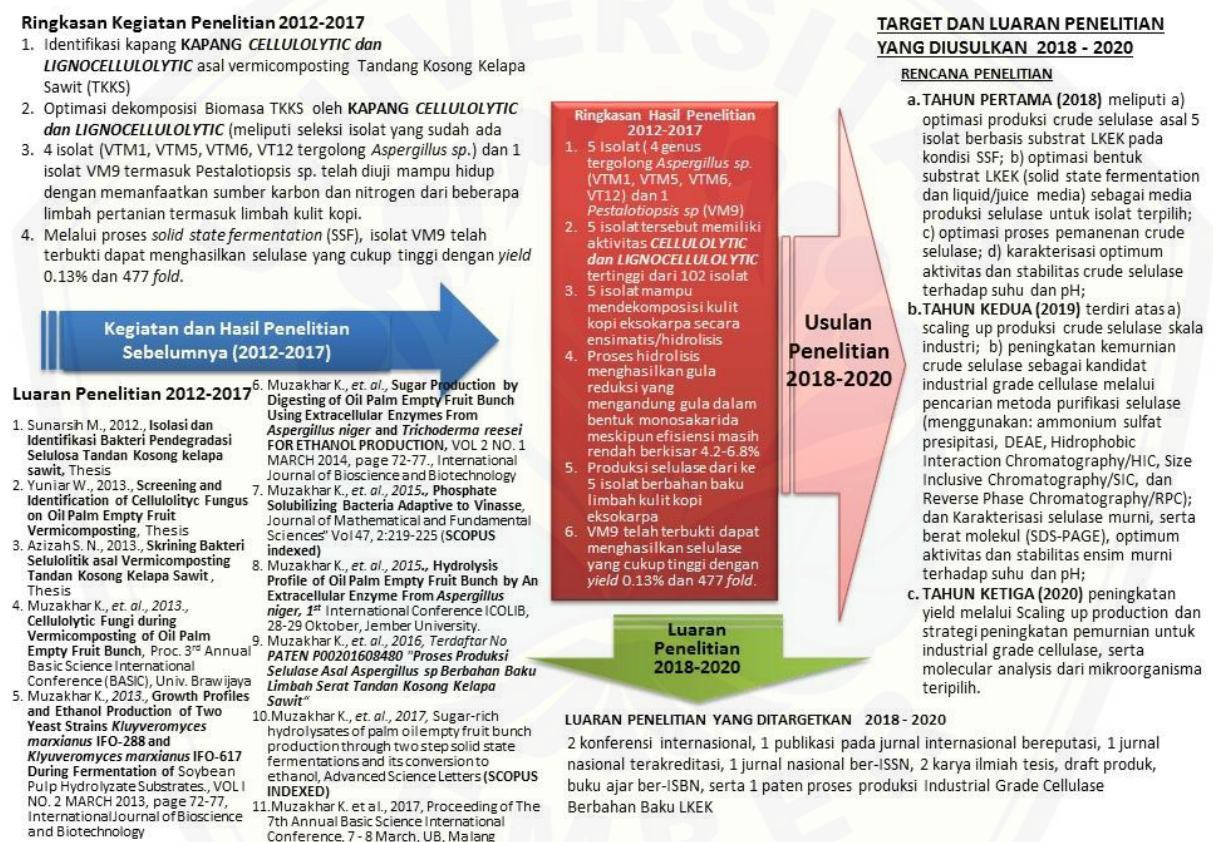 Ringkasan Kegiatan Penelitian 2012-2017
1. Identifikasi kapang KAPANG CELLULOLYTIC dan
LIGNOCELLULOLYTIC asal vermicomposting Tandang Kosong Kelapa
Sawit (TKKS)
2. Optimasi dekomposisi Biomasa TKKS oleh KAPANG CELLULOLYTIC
dan LIGNOCELLULOLYTIC (meliputi seleksi isolat yang sudah ada
3. 4 isolat (VTM1, VTM5, VTM6, VT12 tergolong Aspergillus sp.) dan 1
isolat VM9 termasuk Pestalotiopsis sp. telah diuji mampu hidup
dengan memanfaatkan sumber karbon dan nitrogen dari beberapa
limbah pertanian termasuk limbah kulit kopi.
4. Melalui proses solid state fermentation (SSF), isolat VM9 telah
terbukti dapat menghasilkan selulase yang cukup tinggi dengan yield
0.13% dan 477 fold.
Kegiatan dan Hasil Penelitian
Sebelumnya (2012-2017)
Luaran Penelitian 2012-2017
1. Sunarsih M., 2012., Isolasi dan
Identifikasi Bakteri Pendegradasi
Selulosa Tandan Kosong kelapa
sawit, Thesis
2. Yuniar W., 2013., Screening and
Identification of Cellulolityc Fungus
on Oil Palm Empty Fruit
Vermicomposting, Thesis
3. Azizah S. N., 2013., Skrining Bakteri
Selulolitik asal Vermicomposting
Tandan Kosong Kelapa Sawit,
Thesis
4. Muzakhar K., et. al., 2013.,
Cellulolytic Fungi during
Vermicomposting of Oil Palm
Empty Fruit Bunch, Proc. 3rd Annual
Basic Science International
Conference (BASIC), Univ. Brawijaya
5. Muzakhar K., 2013., Growth Profiles
and Ethanol Production of Two
Yeast Strains Kluyveromyces
marxianus IFO-288 and
Klyuveromyces marxianus IFO-617
During Fermentation of Soybean
Pulp Hydrolyzate Substrates., VOL I
NO. 2 MARCH 2013, page 72-77,
International Journal of Bioscience
and Biotechnology
6. Muzakhar K., et. al., Sugar Production by
Digesting of Oil Palm Empty Fruit Bunch
Using Extracellular Enzymes From
Aspergillus niger and Trichoderma reesei
FOR ETHANOL PRODUCTION, VOL 2 NO. 1
MARCH 2014, page 72-77., International
Journal of Bioscience and Biotechnology
7. Muzakhar K., et. al., 2015., Phosphate
Solubilizing Bacteria Adaptive to Vinasse,
Journal of Mathematical and Fundamental
Sciences" Vol 47, 2:219-225 (SCOPUS
indexed)
8. Muzakhar K., et. al., 2015., Hydrolysis
Profile of Oil Palm Empty Fruit Bunch by An
Extracellular Enzyme From Aspergillus
niger, 1st International Conference ICOLIB,
28-29 Oktober, Jember University.
9. Muzakhar K., et. al., 2016, Terdaftar No
PATEN P00201608480 "Proses Produksi
Selulase Asal Aspergillus sp Berbahan Baku
Limbah Serat Tandan Kosong Kelapa
Sawit"
10.Muzakhar K., et. al., 2017, Sugar-rich
hydrolysates of palm oil empty fruit bunch
production through two step solid state
fermentations and its conversion to
ethanol, Advanced Science Letters (SCOPUS
INDEXED)
11.Muzakhar K. et al., 2017, Proceeding of The
7th Annual Basic Science International
Conference, 7 - 8 March, UB, Malang
Ringkasan Hasil Penelitian
2012-2017
1. 5 Isolat ( 4 genus
tergolong Aspergillus sp.
(VTM1, VTM5, VTM6,
VT12) dan 1
Pestalotiopsis sp (VM9)
2. 5 isolat tersebut memiliki
aktivitas CELLULOLYTIC
dan LIGNOCELLULOLYTIC
tertinggi dari 102 isolat
3. 5 isolat mampu
mendekomposisi kulit
kopi eksokarpa secara
ensimatis/hidrolisis
4. Proses hidrolisis
menghasilkan gula
reduksi yang
mengandung gula dalam
bentuk monosakarida
meskipun efisiensi masih
rendah berkisar 4.2-6.8%
5. Produksi selulase dari ke
5 isolat berbahan baku
limbah kulit kopi
eksokarpa
6. VM9 telah terbukti dapat
menghasilkan selulase
yang cukup tinggi dengan
yield 0.13% dan 477 fold.
Usulan
Penelitian
2018-2020
Luaran
Penelitian
2018-2020
TARGET DAN LUARAN PENELITIAN
YANG DIUSULKAN 2018 - 2020
RENCANA PENELITIAN
a. TAHUN PERTAMA (2018) meliputi a)
optimasi produksi crude selulase asal 5
isolat berbasis substrat LKEK pada
kondisi SSF; b) optimasi bentuk
substrat LKEK (solid state fermentation
dan liquid/juice media) sebagai media
produksi selulase untuk isolat terpilih;
c) optimasi proses pemanenan crude
selulase; d) karakterisasi optimum
aktivitas dan stabilitas crude selulase
terhadap suhu dan pH;
b. TAHUN KEDUA (2019) terdiri atas a)
scaling up produksi crude selulase skala
industri; b) peningkatan kemurnian
crude selulase sebagai kandidat
industrial grade cellulase melalui
pencarian metoda purifikasi selulase
(menggunakan: ammonium sulfat
presipitasi, DEAE, Hidrophobic
Interaction Chromatography/HIC, Size
Inclusive Chromatography/SIC, dan
Reverse Phase Chromatography/RPC);
dan Karakterisasi selulase murni, serta
berat molekul (SDS-PAGE), optimum
aktivitas dan stabilitas ensim murni
terhadap suhu dan pH;
c. TAHUN KETIGA (2020) peningkatan
yield melalui Scaling up production dan
strategi peningkatan pemurnian untuk
industrial grade cellulase, serta
molecular analysis dari mikroorganisma
teripilih.
LUARAN PENELITIAN YANG DITARGETKAN 2018 - 2020
2 konferensi internasional, 1 publikasi pada jurnal internasional bereputasi, 1 jurnal
nasional terakreditasi, 1 jurnal nasional ber-ISSN, 2 karya ilmiah tesis, draft produk,
buku ajar ber-ISBN, serta 1 paten proses produksi Industrial Grade Cellulase
Berbahan Baku LKEK